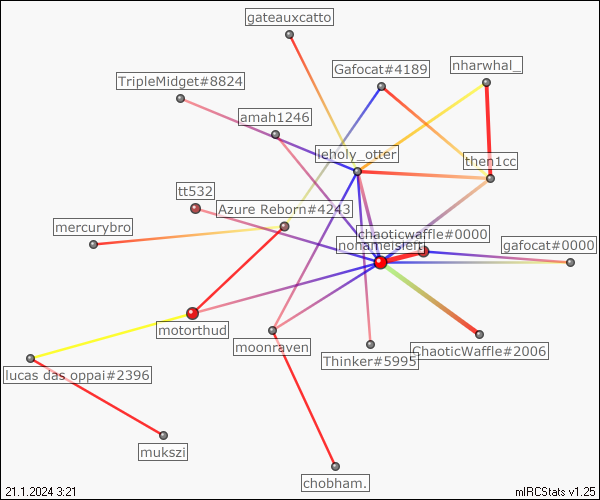 gateauxcatto
Gafocat#4189
nharwhal_
TripleMidget#8824
amah1246
leholy_otter
then1cc
tt532
Azure Reborn#4243
mercurybro
chaoticwaffle#0000
nonameisleft
gafocat#0000
motorthud
moonraven
Thinker#5995
ChaoticWaffle#2006
lucas das oppai#2396
mukszi
chobham.
21.1.2024 3:21
mIRCStats v1.25